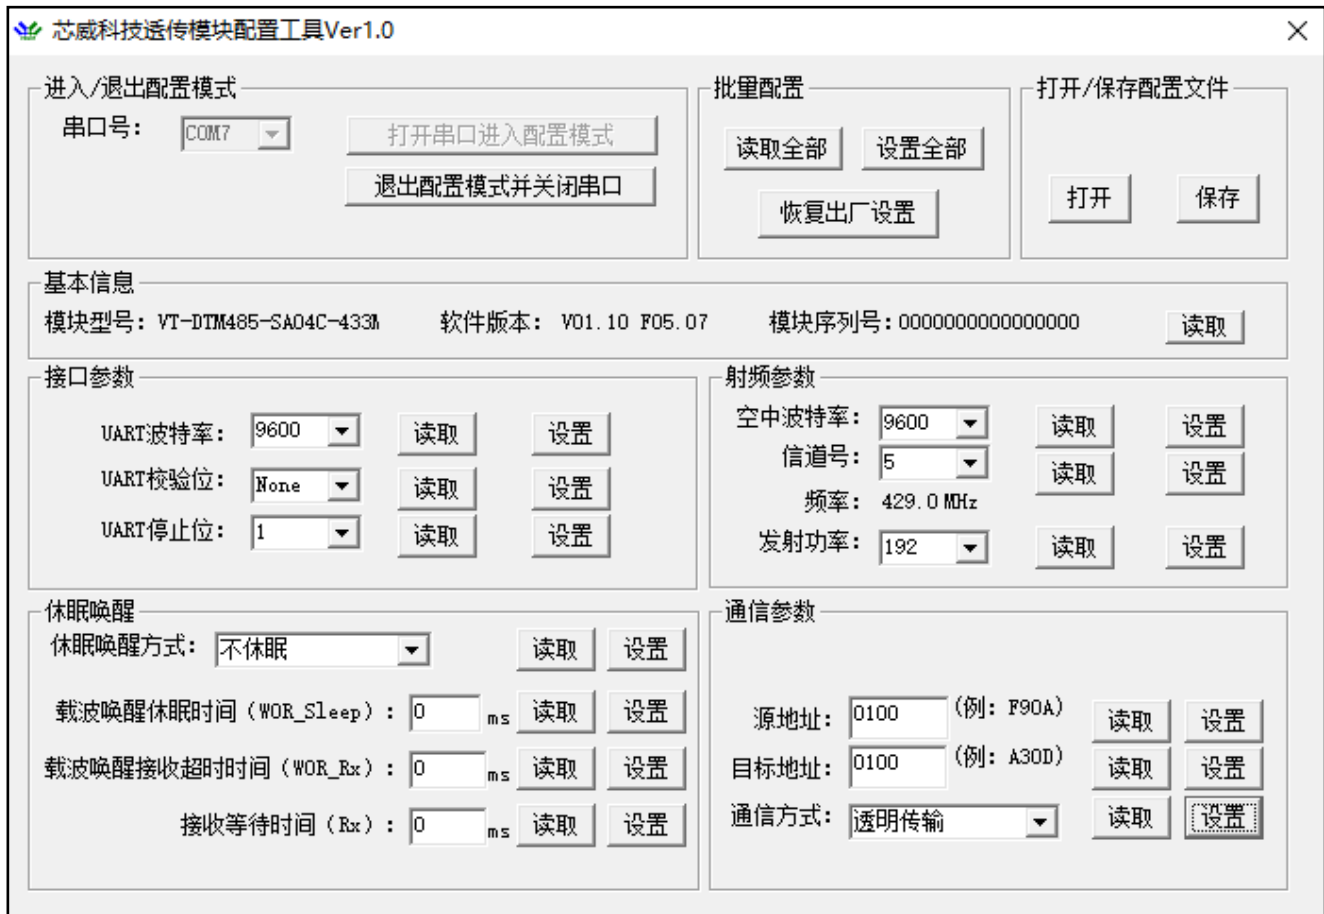 芯威科技透传模块配置工具Ver1.0
进入/退出配置模式
串口号：
COM7
打开串口进入配置模式
退出配置模式并关闭串口
批量配置
读取全部
设置全部
恢复出厂设置
打开/保存配置文件
打开
保存
基本信息
模块型号：VT-DTM485-SA04C-433M
软件版本： V01.10 F05.07
模块序列号:0000000000000000
读取
接口参数
UART波特率： 9600 读取 设置
UART校验位： None 读取 设置
UART停止位： 1 读取 设置
射频参数
空中波特率： 9600 读取 设置
信道号： 5 读取 设置
频率： 429.0 MHz
发射功率： 192 读取 设置
休眠唤醒
休眠唤醒方式： 不休眠 读取 设置
载波唤醒休眠时间（WOR_Sleep）： 0 ms 读取 设置
载波唤醒接收超时时间（WOR_Rx）： 0 ms 读取 设置
接收等待时间（Rx）： 0 ms 读取 设置
通信参数
源地址： 0100 (例： F90A) 读取 设置
目标地址： 0100 (例： A30D) 读取 设置
通信方式： 透明传输 读取 设置